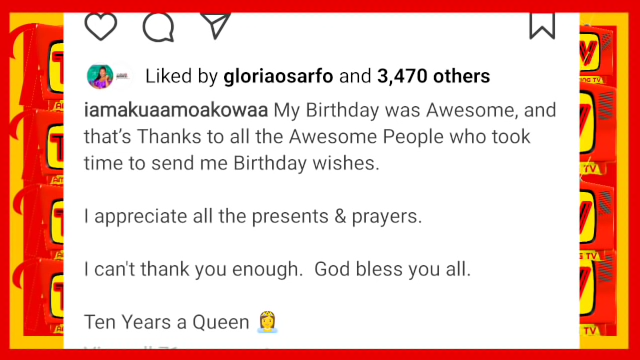 Liked by gloriaosarfo and 3,470 others
iamakuaamoakowaa My Birthday was Awesome, and
that’s Thanks to all the Awesome People who took
time to send me Birthday wishes.
I appreciate all the presents & prayers.
I can't thank you enough.  God bless you all.
Ten Years a Queen 👸